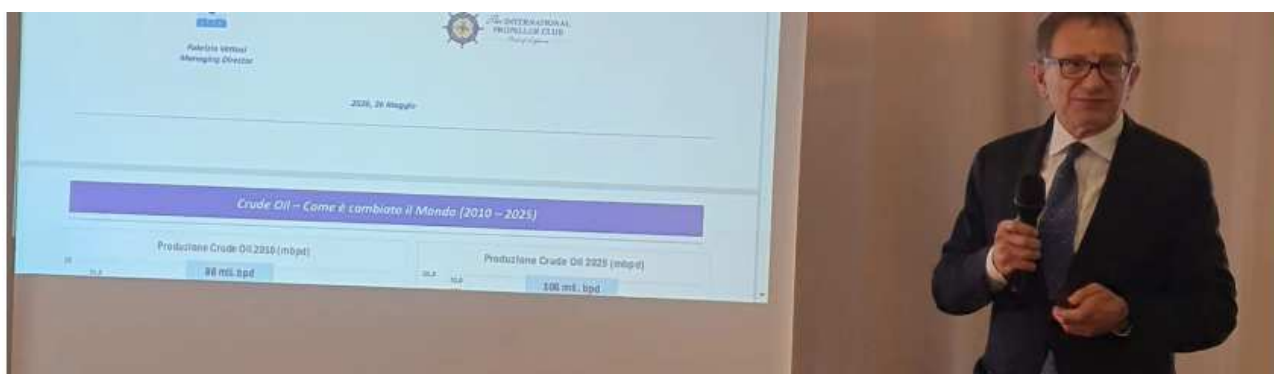 Fabrizio Vettosi
Managing Director
The INTERNATIONAL
PROPELLER CLUB
2026, 26 Maggio
Crude Oil – Come è cambiato il Mondo (2010 – 2025)
Produzione Crude Oil 2010 (mbpd)
Produzione Crude Oil 2025 (mbpd)
88 mil. bpd
106 mil. bpd